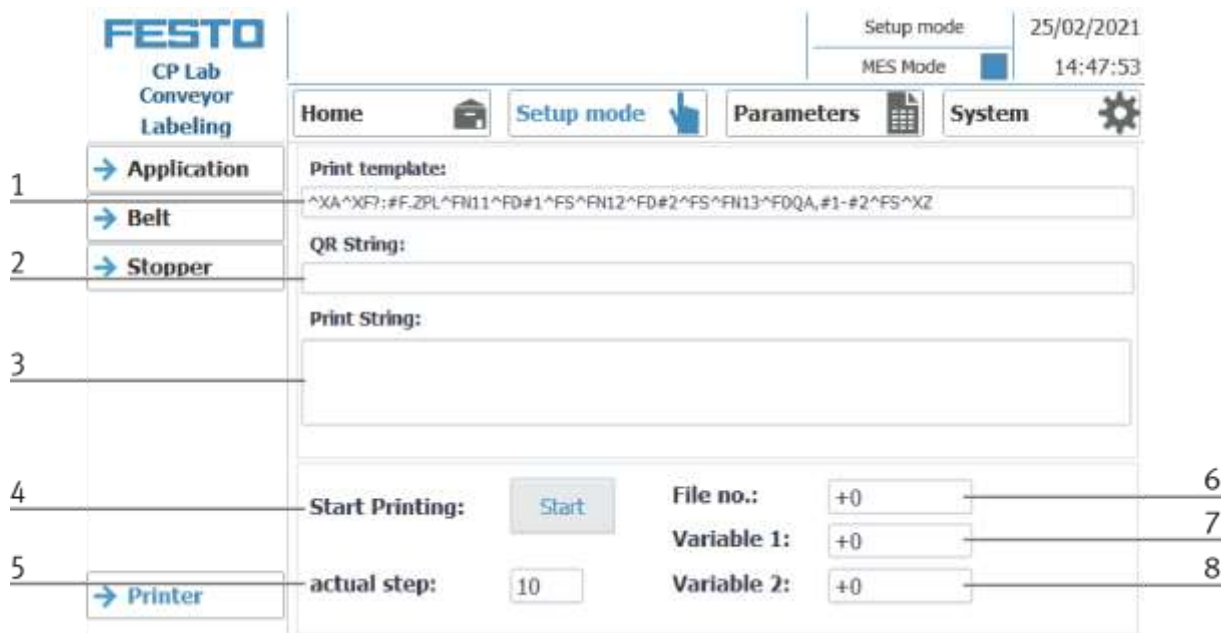 FESTO
CP Lab
Conveyor
Labeling
Setup mode
25/02/2021
MES Mode
14:47:53
Home
Setup mode
Parameters
System
Application
Belt
Stopper
Printer
1
Print template:
^XA^XF?:#F.ZPL^FN11^FD#1^FS^FN12^FD#2^FS^FN13^FDQA,#1-#2^FS^XZ
2
QR String:
3
Print String:
4
Start Printing:
Start
5
actual step:
10
File no.:
+0
6
Variable 1:
+0
7
Variable 2:
+0
8